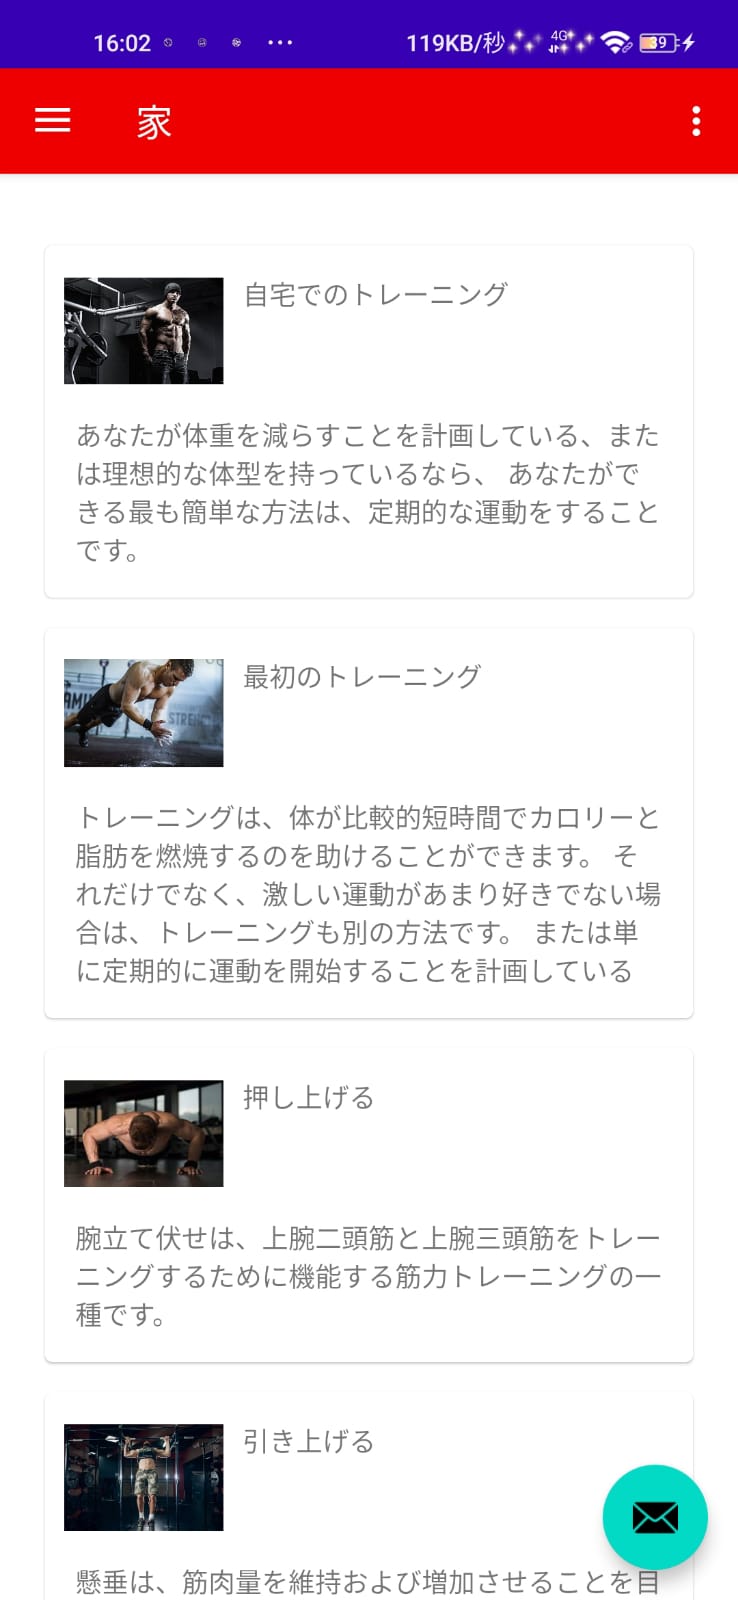 16:02 119KB/秒 4G 39
家
自宅でのトレーニング
あなたが体重を減らすことを計画している、また
は理想的な体型を持っているなら、 あなたがで
きる最も簡単な方法は、定期的な運動をすること
です。
最初のトレーニング
トレーニングは、体が比較的短時間でカロリーと
脂肪を燃焼するのを助けることができます。 そ
れだけでなく、激しい運動があまり好きでない場
合は、トレーニングも別の方法です。 または単
に定期的に運動を開始することを計画している
押し上げる
腕立て伏せは、上腕二頭筋と上腕三頭筋をトレー
ニングするために機能する筋力トレーニングの一
種です。
引き上げる
懸垂は、筋肉量を維持および増加させることを目